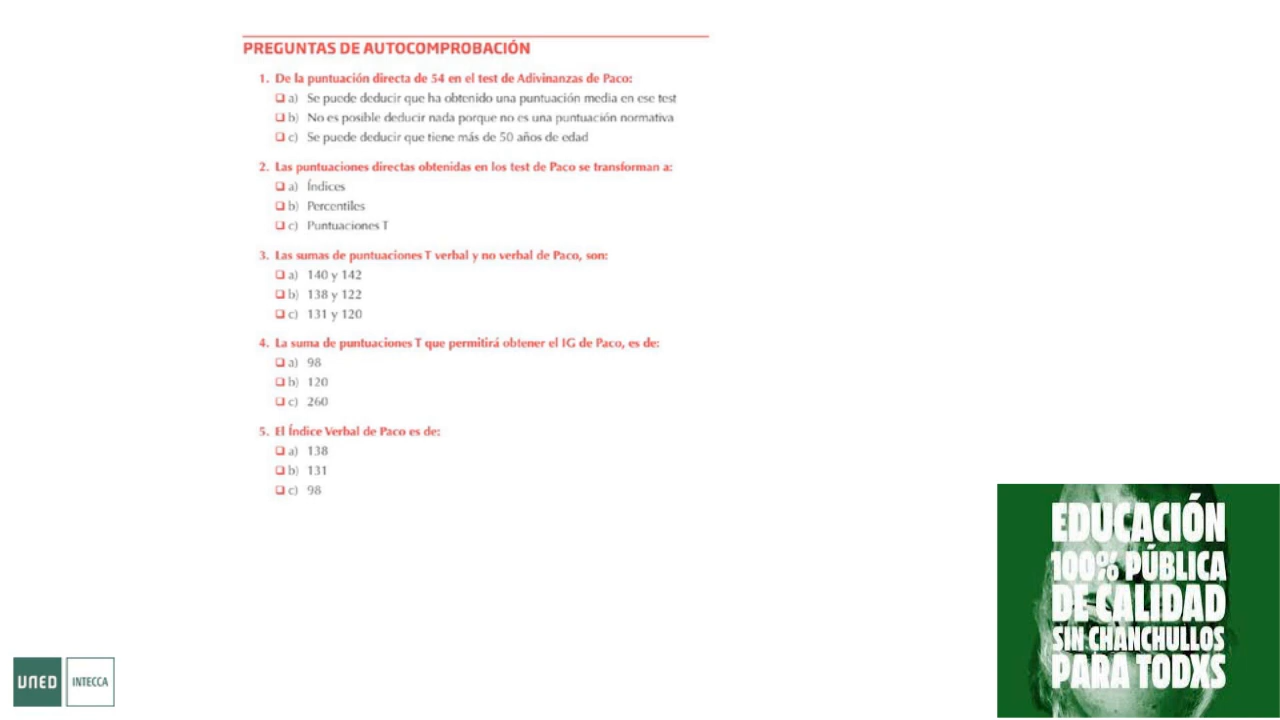 PREGUNTAS DE AUTOCOMPROBACIÓN
1. De la puntuación directa de 54 en el test de Adivinanzas de Paco:
❑ a) Se puede deducir que ha obtenido una puntuación media en ese test
❑ b) No es posible deducir nada porque no es una puntuación normativa
❑ c) Se puede deducir que tiene más de 50 años de edad
2. Las puntuaciones directas obtenidas en los test de Paco se transforman a:
❑ a) Índices
❑ b) Percentiles
❑ c) Puntuaciones T
3. Las sumas de puntuaciones T verbal y no verbal de Paco, son:
❑ a) 140 y 142
❑ b) 138 y 122
❑ c) 131 y 120
4. La suma de puntuaciones T que permitirá obtener el IG de Paco, es de:
❑ a) 98
❑ b) 120
❑ c) 260
5. El Índice Verbal de Paco es de:
❑ a) 138
❑ b) 131
❑ c) 98
EDUCACIÓN
100% PÚBLICA
DE CALIDAD
SIN CHANCHULLOS
PARA TODXS
UNED INTECCA